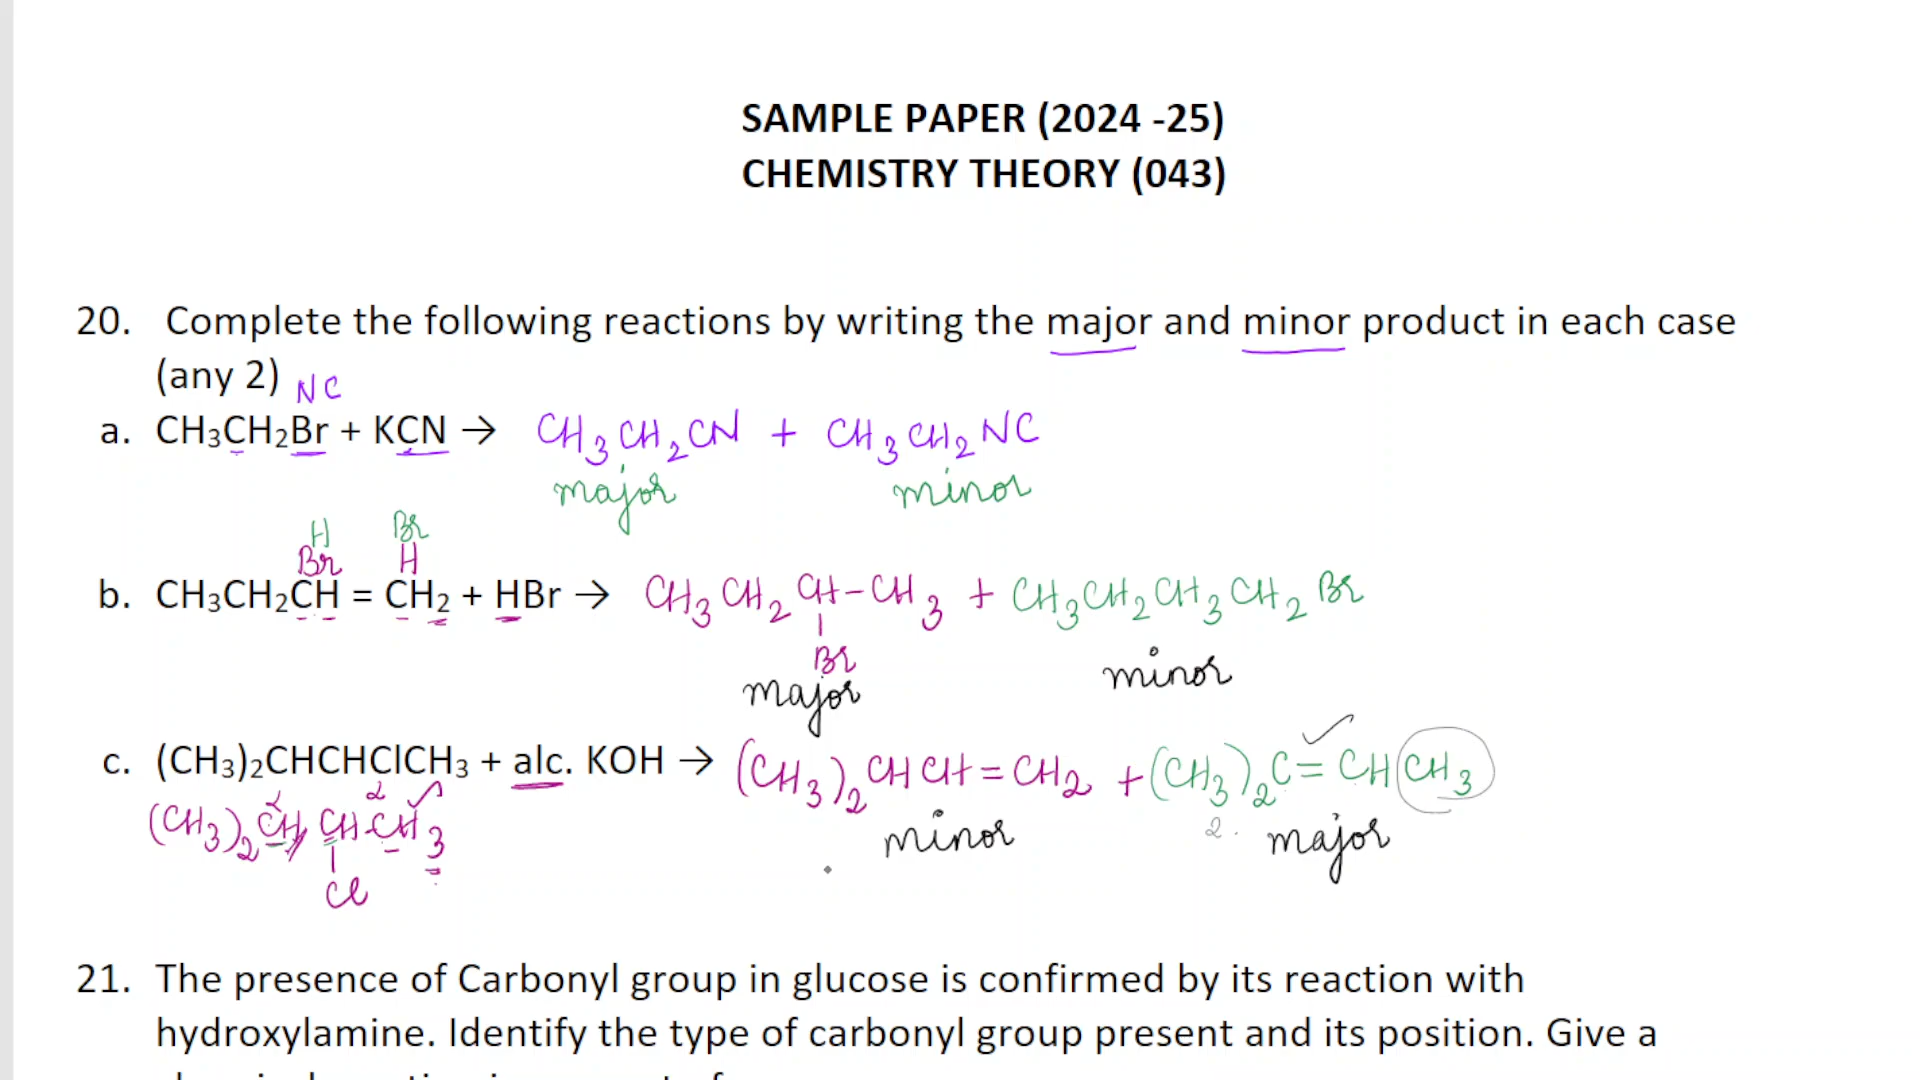 SAMPLE PAPER (2024 -25)
CHEMISTRY THEORY (043)
20. Complete the following reactions by writing the major and minor product in each case
(any 2) NC
a. CH₃CH₂Br + KCN → CH₃CH₂CN + CH₃CH₂NC
major minor
H Br
Br H
b. CH₃CH₂CH = CH₂ + HBr → CH₃CH₂CH-CH₃ + CH₃CH₂CH₃CH₂Br
Br
major minor
c. (CH₃)₂CHCHClCH₃ + alc. KOH → (CH₃)₂CHCH=CH₂ + (CH₃)₂C=CHCH₃
(CH₃)₂CH CH-CH₃ minor 2. major
Cl
21. The presence of Carbonyl group in glucose is confirmed by its reaction with
hydroxylamine. Identify the type of carbonyl group present and its position. Give a